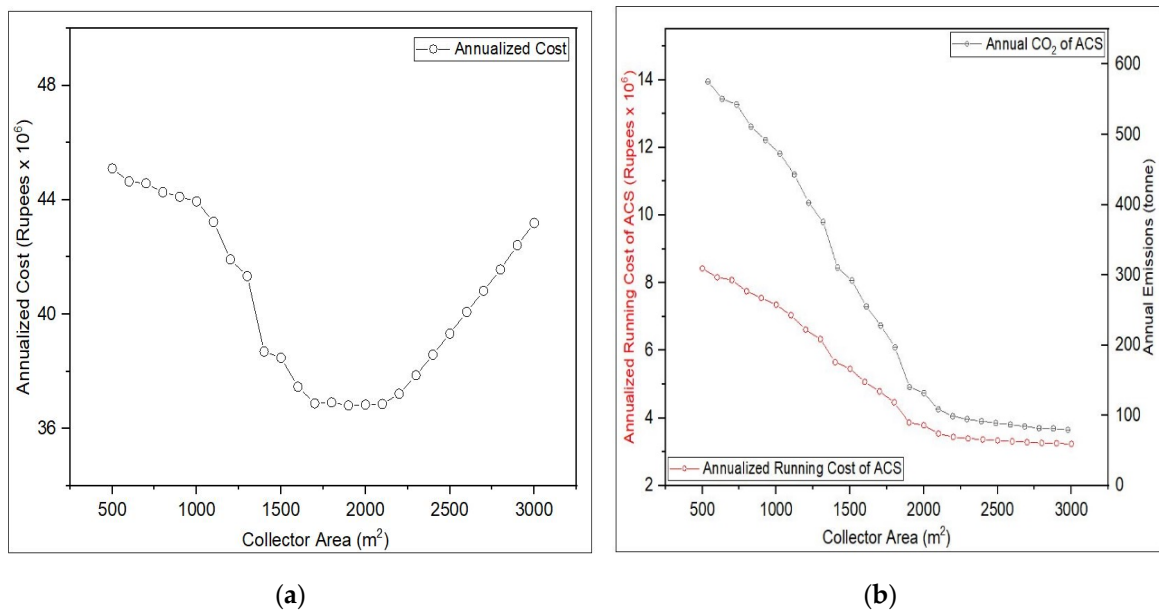 Annualized Cost
48
44
40
36
Annualized Cost (Rupees x 10⁶)
500 1000 1500 2000 2500 3000
Collector Area (m²)
(a)
Annual CO₂ of ACS
14
12
10
8
6
4
2
Annualized Running Cost of ACS (Rupees x 10⁶)
600
500
400
300
200
100
0
Annual Emissions (tonne)
Annualized Running Cost of ACS
500 1000 1500 2000 2500 3000
Collector Area (m²)
(b)